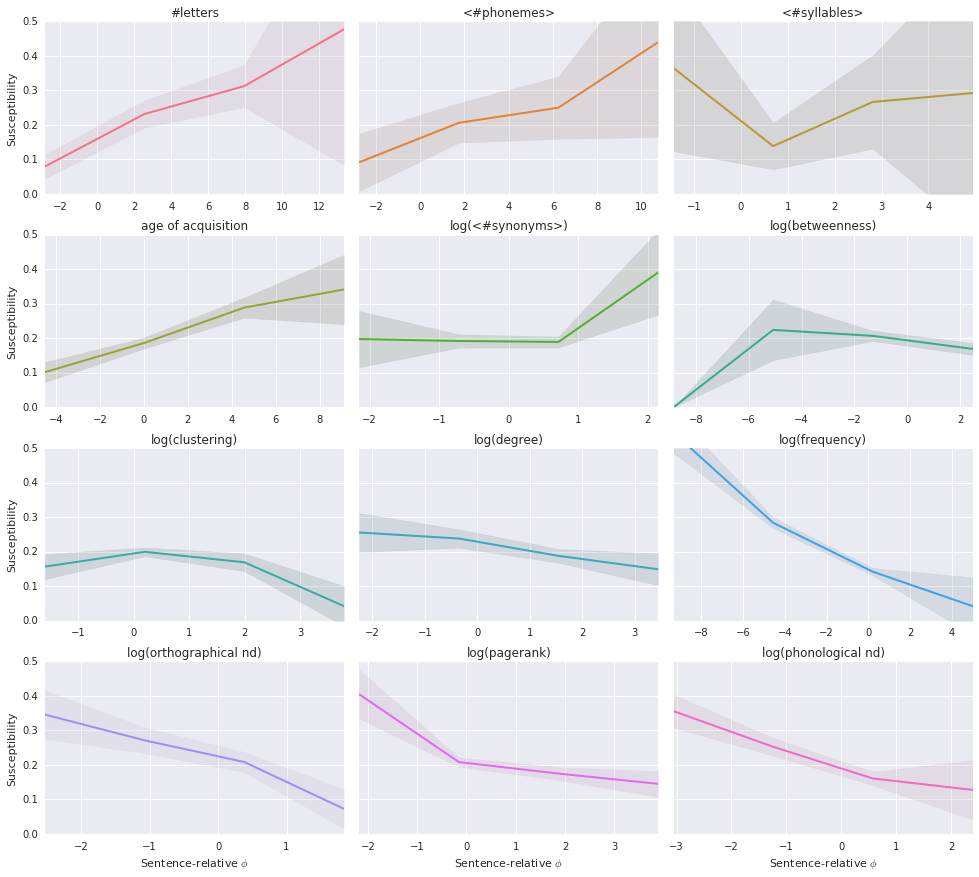 #letters <#phonemes> <#syllables>
0.5
0.4
0.3
0.2
0.1
0.0
Susceptibility
−2 0 2 4 6 8 10 12 −2 0 2 4 6 8 10 −1 0 1 2 3 4
age of acquisition log(<#synonyms>) log(betweenness)
0.5
0.4
0.3
0.2
0.1
0.0
Susceptibility
−4 −2 0 2 4 6 8 −2 −1 0 1 2 −8 −6 −4 −2 0 2
log(clustering) log(degree) log(frequency)
0.5
0.4
0.3
0.2
0.1
0.0
Susceptibility
−1 0 1 2 3 −2 −1 0 1 2 3 −8 −6 −4 −2 0 2 4
log(orthographical nd) log(pagerank) log(phonological nd)
0.5
0.4
0.3
0.2
0.1
0.0
Susceptibility
−2 −1 0 1 −2 −1 0 1 2 3 −3 −2 −1 0 1 2
Sentence-relative ϕ Sentence-relative ϕ Sentence-relative ϕ